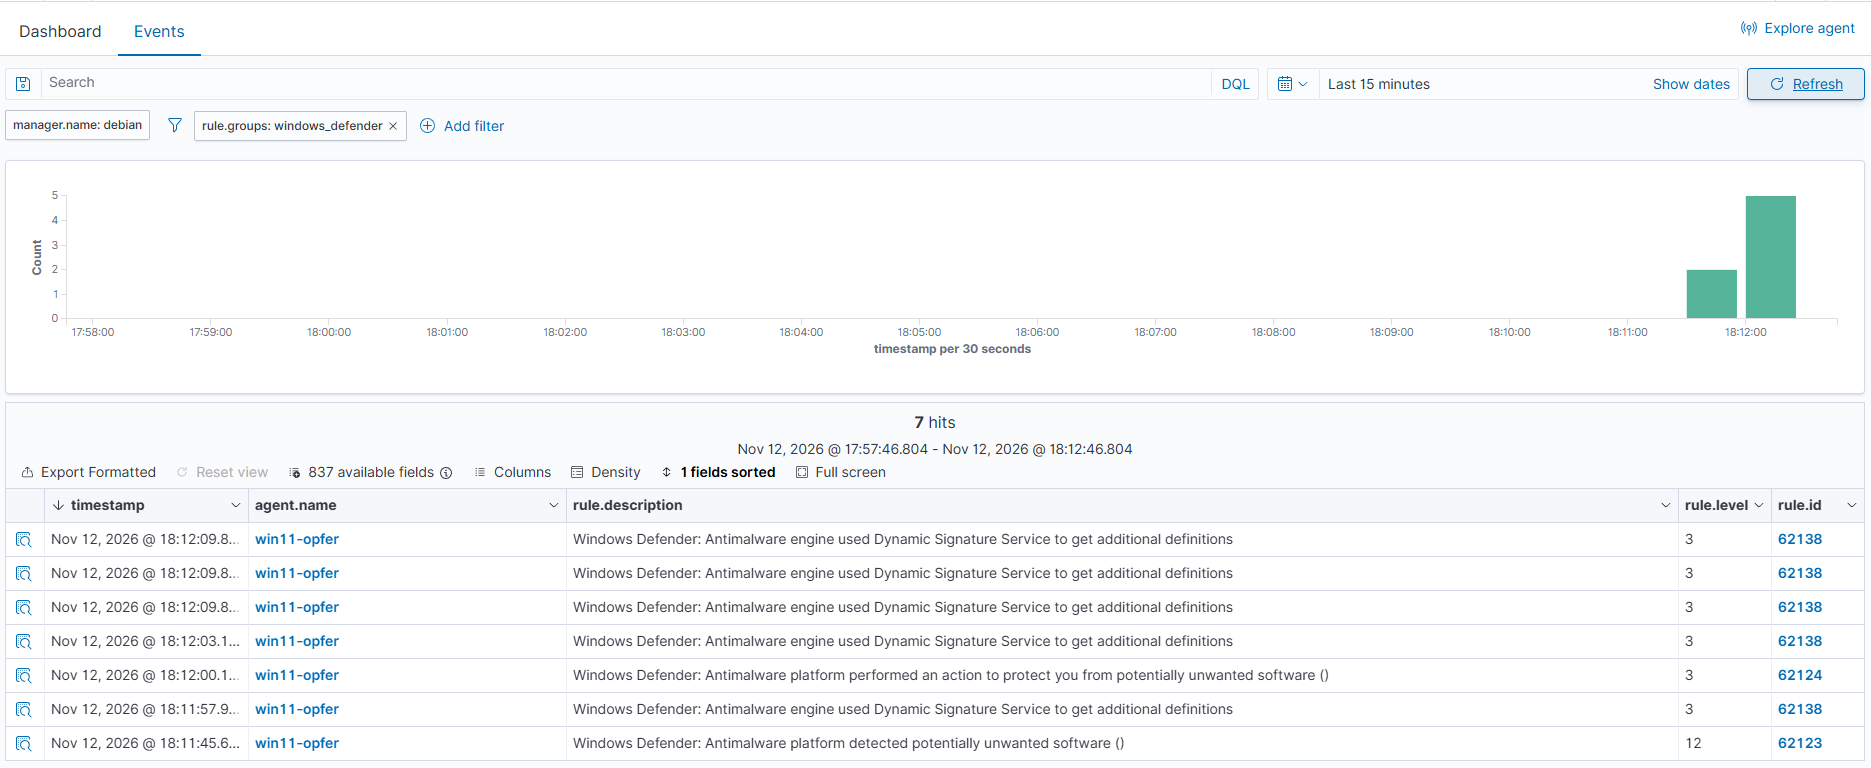 Dashboard Events Explore agent
Search DQL Last 15 minutes Show dates Refresh
manager.name: debian rule.groups: windows_defender × Add filter
5
4
3
2
1
0
Count
17:58:00 17:59:00 18:00:00 18:01:00 18:02:00 18:03:00 18:04:00 18:05:00 18:06:00 18:07:00 18:08:00 18:09:00 18:10:00 18:11:00 18:12:00
timestamp per 30 seconds
7 hits
Nov 12, 2026 @ 17:57:46.804 - Nov 12, 2026 @ 18:12:46.804
Export Formatted Reset view 837 available fields Columns Density 1 fields sorted Full screen
timestamp agent.name rule.description rule.level rule.id
Nov 12, 2026 @ 18:12:09.8... win11-opfer Windows Defender: Antimalware engine used Dynamic Signature Service to get additional definitions 3 62138
Nov 12, 2026 @ 18:12:09.8... win11-opfer Windows Defender: Antimalware engine used Dynamic Signature Service to get additional definitions 3 62138
Nov 12, 2026 @ 18:12:09.8... win11-opfer Windows Defender: Antimalware engine used Dynamic Signature Service to get additional definitions 3 62138
Nov 12, 2026 @ 18:12:03.1... win11-opfer Windows Defender: Antimalware engine used Dynamic Signature Service to get additional definitions 3 62138
Nov 12, 2026 @ 18:12:00.1... win11-opfer Windows Defender: Antimalware platform performed an action to protect you from potentially unwanted software () 3 62124
Nov 12, 2026 @ 18:11:57.9... win11-opfer Windows Defender: Antimalware engine used Dynamic Signature Service to get additional definitions 3 62138
Nov 12, 2026 @ 18:11:45.6... win11-opfer Windows Defender: Antimalware platform detected potentially unwanted software () 12 62123